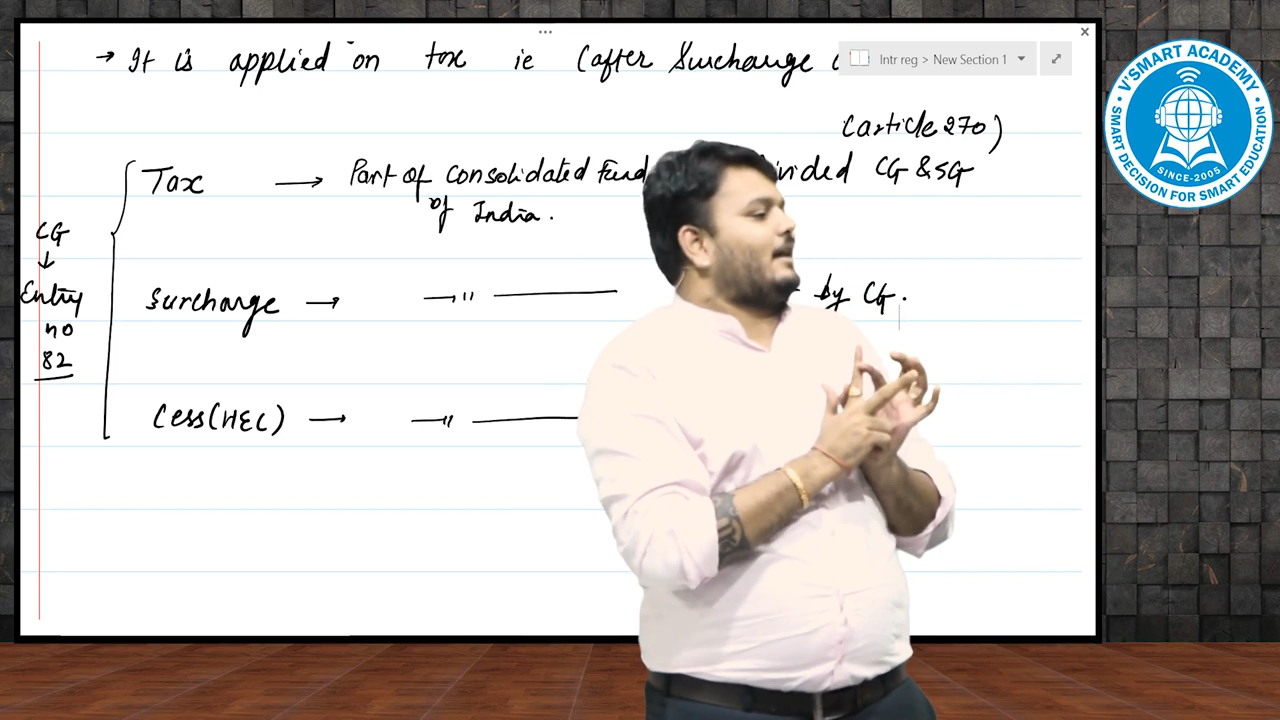 → It is applied on tax ie (after Surcharge
Intr reg > New Section 1
(article 270)
Tax → Part of Consolidated Fund divided CG & SG
of India.
CG
↓
Entry
no
82
Surcharge → —〃— by CG.
Cess(HEC) → —〃—
V'SMART ACADEMY
SMART DECISION FOR SMART EDUCATION
SINCE-2005